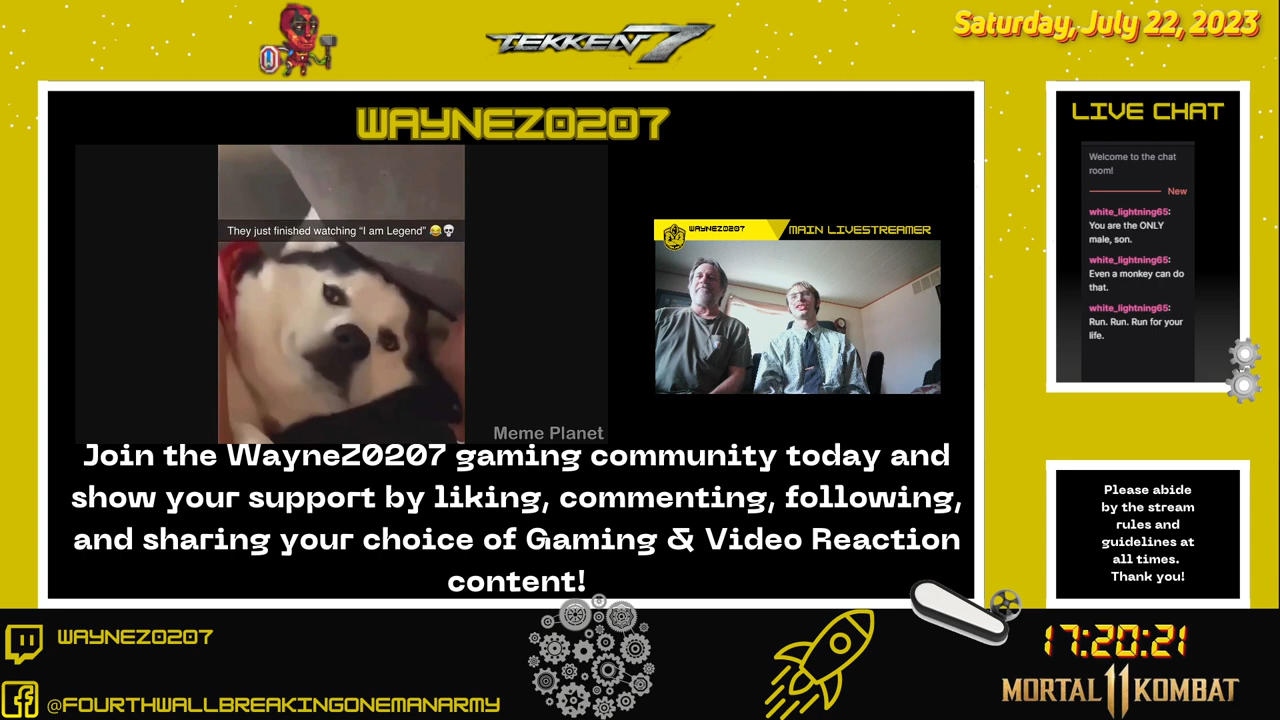 TEKKEN 7
Saturday, July 22, 2023
WAYNEZ0207
LIVE CHAT
Welcome to the chat
room!
New
white_lightning65:
You are the ONLY
male, son.
white_lightning65:
Even a monkey can do
that.
white_lightning65:
Run. Run. Run for your
life.
They just finished watching “I am Legend” 😂💀
WAYNEZ0207
MAIN LIVESTREAMER
Meme Planet
Join the WayneZ0207 gaming community today and
show your support by liking, commenting, following,
and sharing your choice of Gaming & Video Reaction
content!
Please abide
by the stream
rules and
guidelines at
all times.
Thank you!
WAYNEZ0207
@FOURTHWALLBREAKINGONEMANARMY
17:20:21
MORTAL 11 KOMBAT